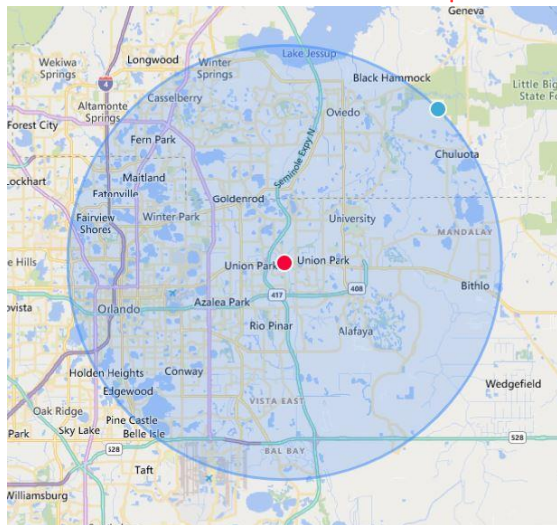 Geneva
Longwood
Winter
Springs
Lake Jessup
Wekiwa
Springs
Black Hammock
4
Little Big
State Fo
Altamonte
Springs
Casselberry
Oviedo
Forest City
Fern Park
Seminole Expy N
Chuluota
Lockhart
Maitland
Eatonville
Goldenrod
Fairview
Shores
Winter Park
University
MANDALAY
e Hills
Union Park
Union Park
Bithlo
417
408
ovista
Orlando
Azalea Park
Rio Pinar
Alafaya
Holden Heights
Conway
Edgewood
Wedgefield
VISTA EAST
Oak Ridge
Pine Castle
Park
Sky Lake
Belle Isle
528
528
BAL BAY
Taft
Williamsburg